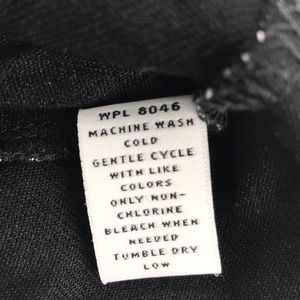 WPL 8046
MACHINE WASH
COLD
GENTLE CYCLE
WITH LIKE
COLORS
ONLY NON-
CHLORINE
BLEACH WHEN
NEEDED
TUMBLE DRY
LOW